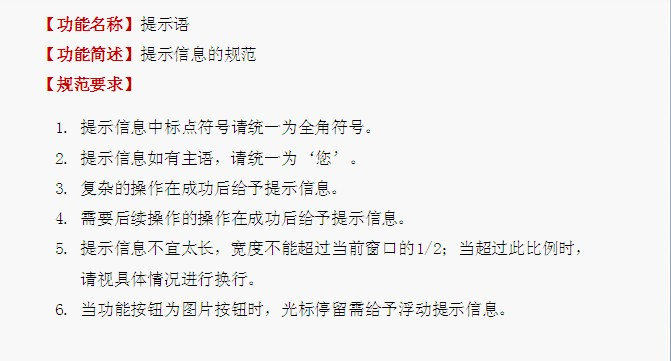 【功能名称】提示语
【功能简述】提示信息的规范
【规范要求】
1. 提示信息中标点符号请统一为全角符号。
2. 提示信息如有主语，请统一为‘您’。
3. 复杂的操作在成功后给予提示信息。
4. 需要后续操作的操作在成功后给予提示信息。
5. 提示信息不宜太长，宽度不能超过当前窗口的1/2；当超过此比例时，
请视具体情况进行换行。
6. 当功能按钮为图片按钮时，光标停留需给予浮动提示信息。